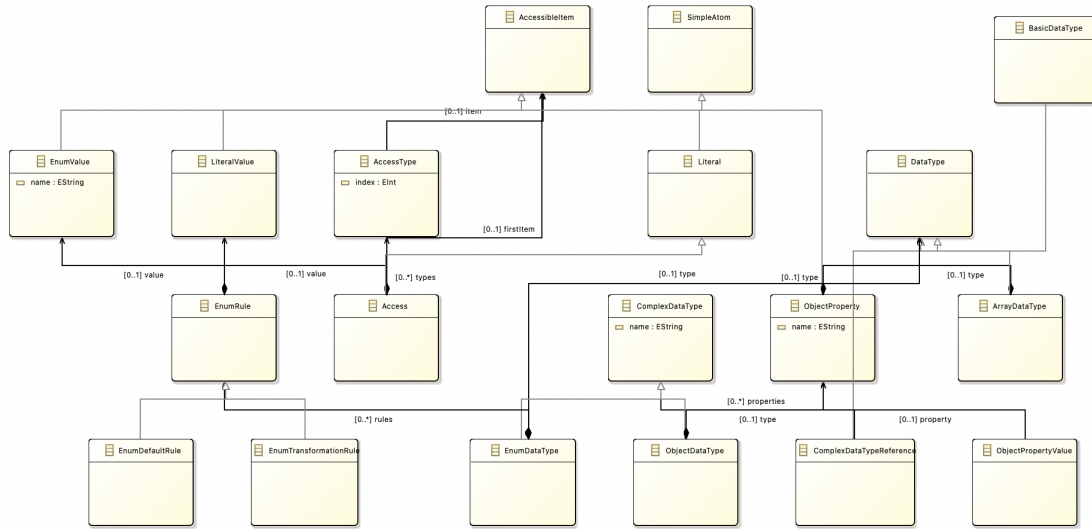 AccessibleItem
SimpleAtom
BasicDataType
[0..1] item
EnumValue
LiteralValue
AccessType
Literal
DataType
name : EString
index : EInt
[0..1] firstItem
[0..1] value
[0..1] value
[0..*] types
[0..1] type
[0..1] type
[0..1] type
EnumRule
Access
ComplexDataType
ObjectProperty
ArrayDataType
name : EString
name : EString
[0..*] properties
[0..*] rules
[0..1] type
[0..1] property
EnumDefaultRule
EnumTransformationRule
EnumDataType
ObjectDataType
ComplexDataTypeReference
ObjectPropertyValue